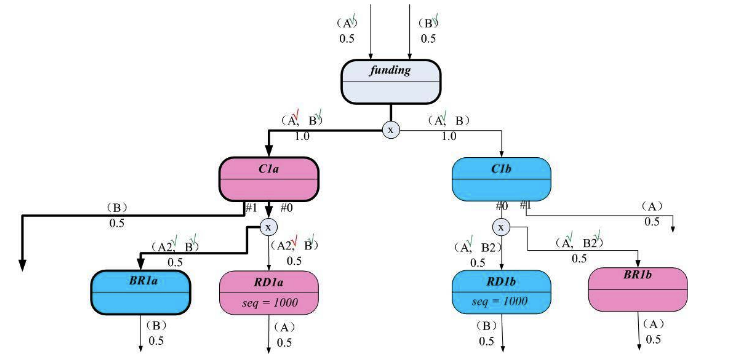 (A√) (B√)
0.5 0.5
funding
x
(A√, B√) (A√, B)
1.0 1.0
C1a C1b
#1 #0 #0 #1
(B) (A)
0.5 0.5
x x
(A2√, B√) (A2√, B√) (A√, B2) (A√, B2√)
0.5 0.5 0.5 0.5
BR1a RD1a RD1b BR1b
seq = 1000 seq = 1000
(B) (A) (B) (A)
0.5 0.5 0.5 0.5